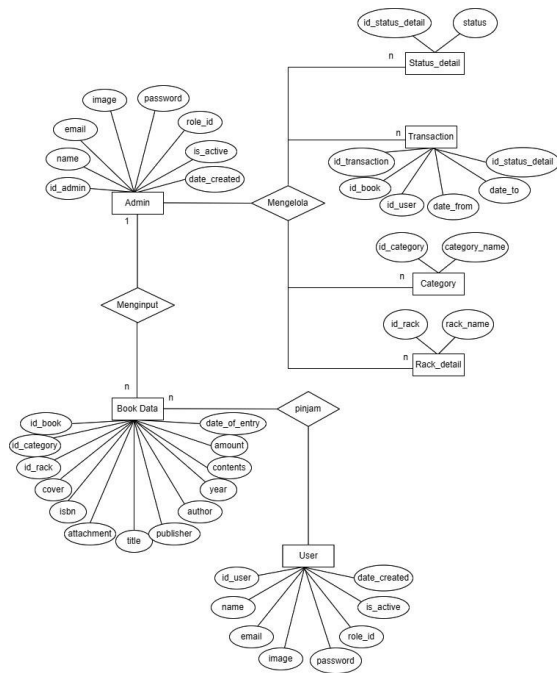 id_status_detail
status
n
Status_detail
image
password
email
role_id
name
is_active
id_admin
date_created
Admin
1
Mengelola
n
Transaction
id_transaction
id_status_detail
id_book
date_to
id_user
date_from
id_category
category_name
n
Category
id_rack
rack_name
n
Rack_detail
Menginput
n
n
Book Data
pinjam
id_book
date_of_entry
id_category
amount
id_rack
contents
cover
year
isbn
author
attachment
publisher
title
User
id_user
date_created
name
is_active
email
role_id
image
password